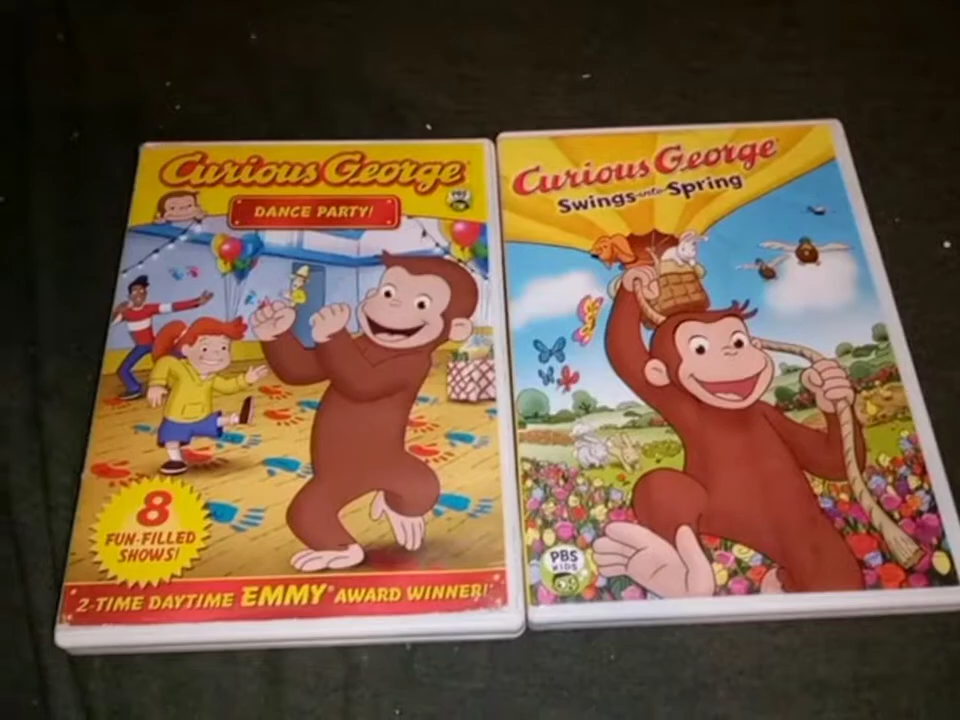 Curious George
PBS
DANCE PARTY!
8
FUN-FILLED
SHOWS!
2-TIME DAYTIME EMMY® AWARD WINNER!
Curious George
Swings into Spring
PBS
KIDS